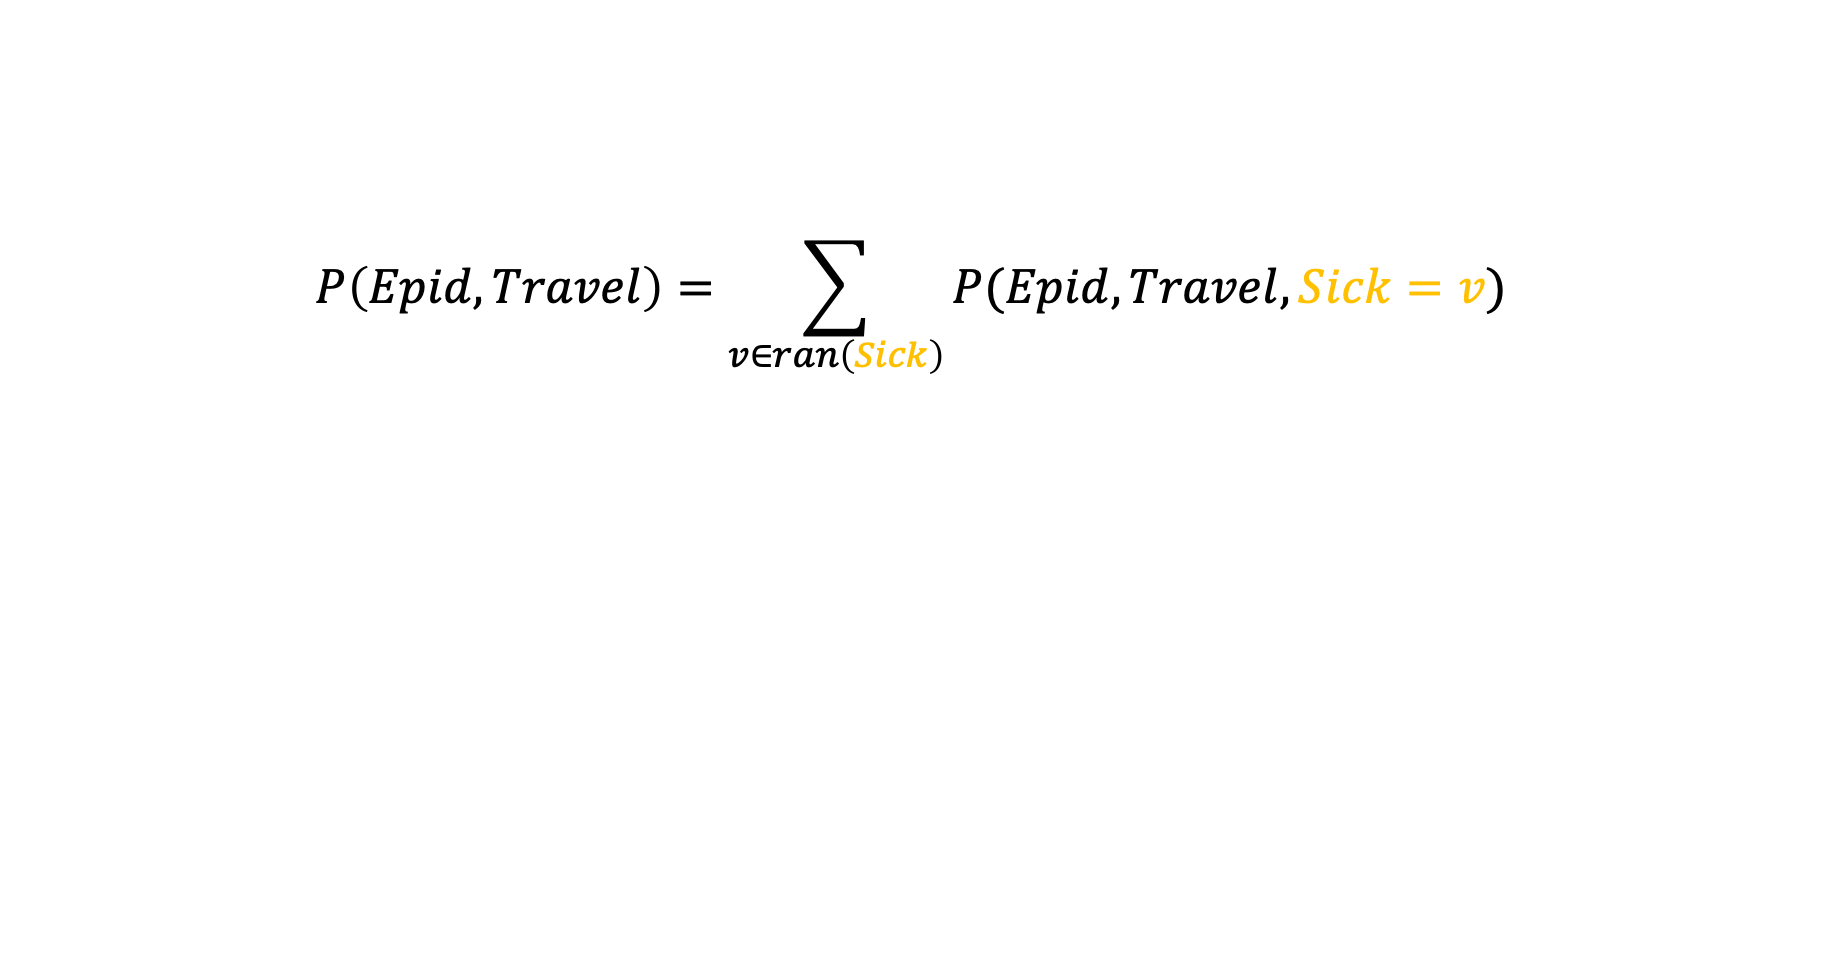 P(Epid,Travel) = ∑ P(Epid,Travel,Sick = v)
v∈ran(Sick)